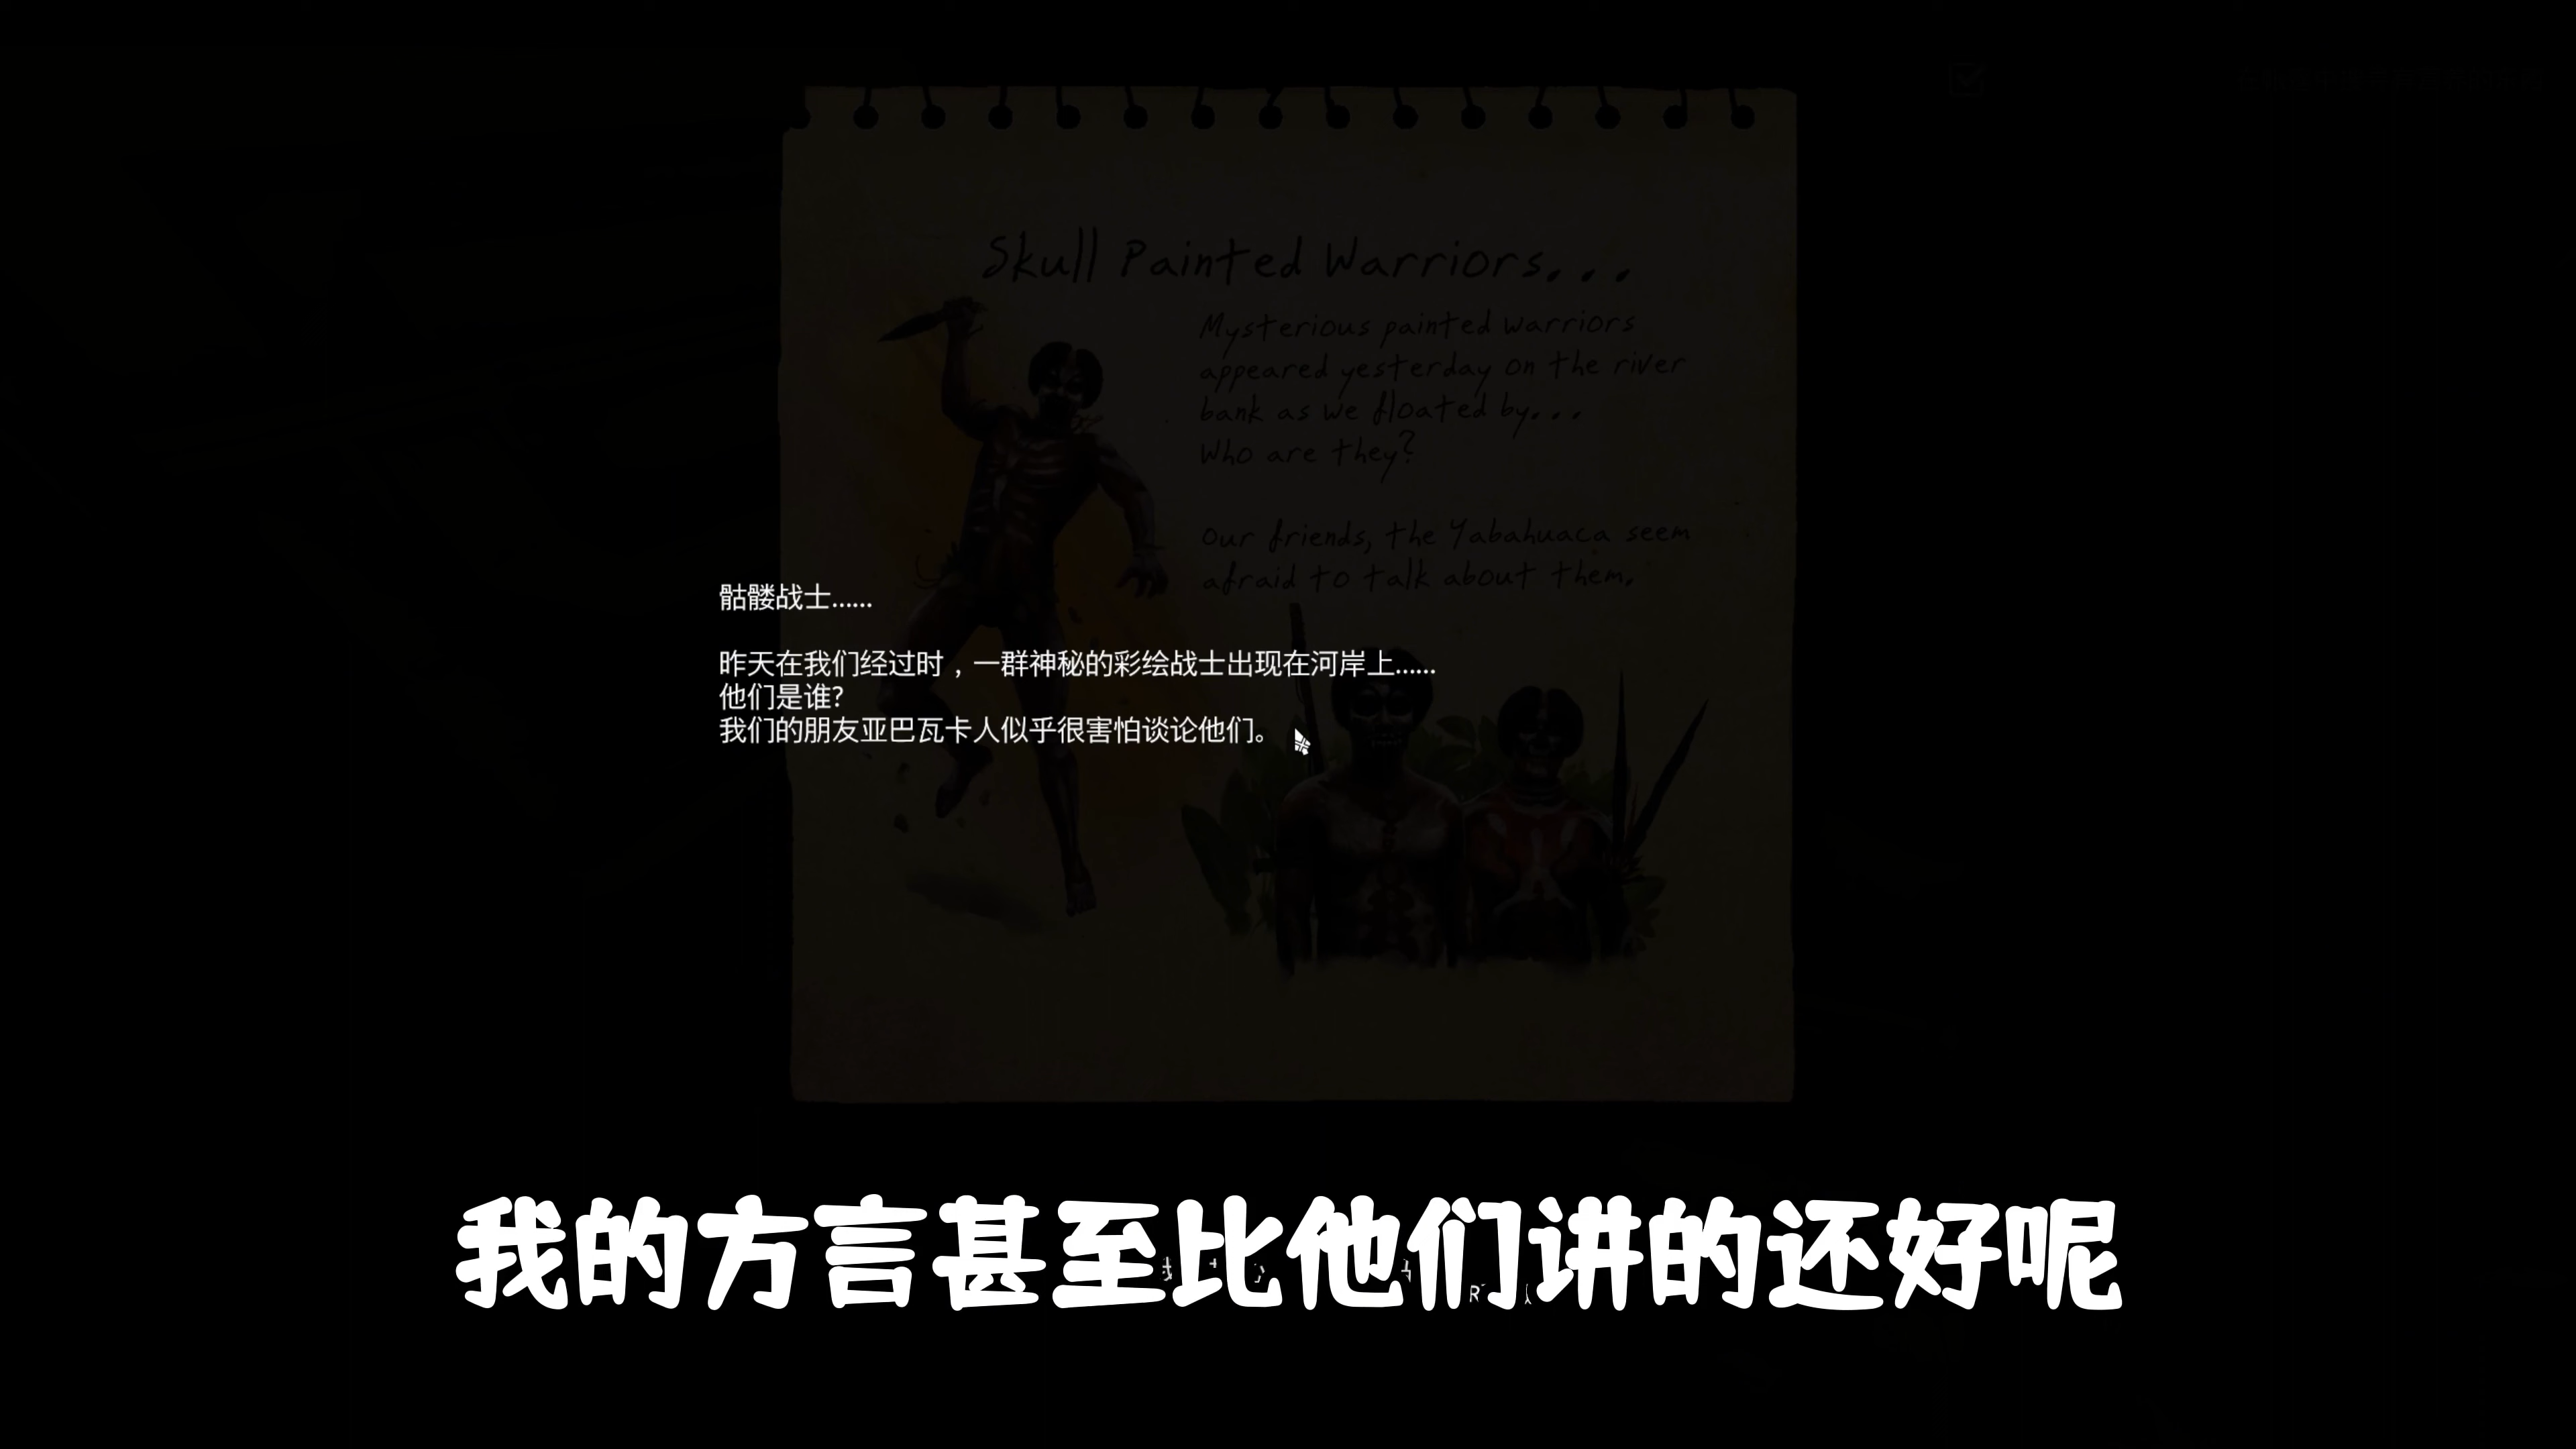 Skull Painted Warriors...
Mysterious painted warriors
appeared yesterday on the river
bank as we floated by...
Who are they?
Our friends, the Yabahuaca seem
afraid to talk about them.
骷髅战士……
昨天在我们经过时，一群神秘的彩绘战士出现在河岸上……
他们是谁?
我们的朋友亚巴瓦卡人似乎很害怕谈论他们。
我的方言甚至比他们讲的还好呢